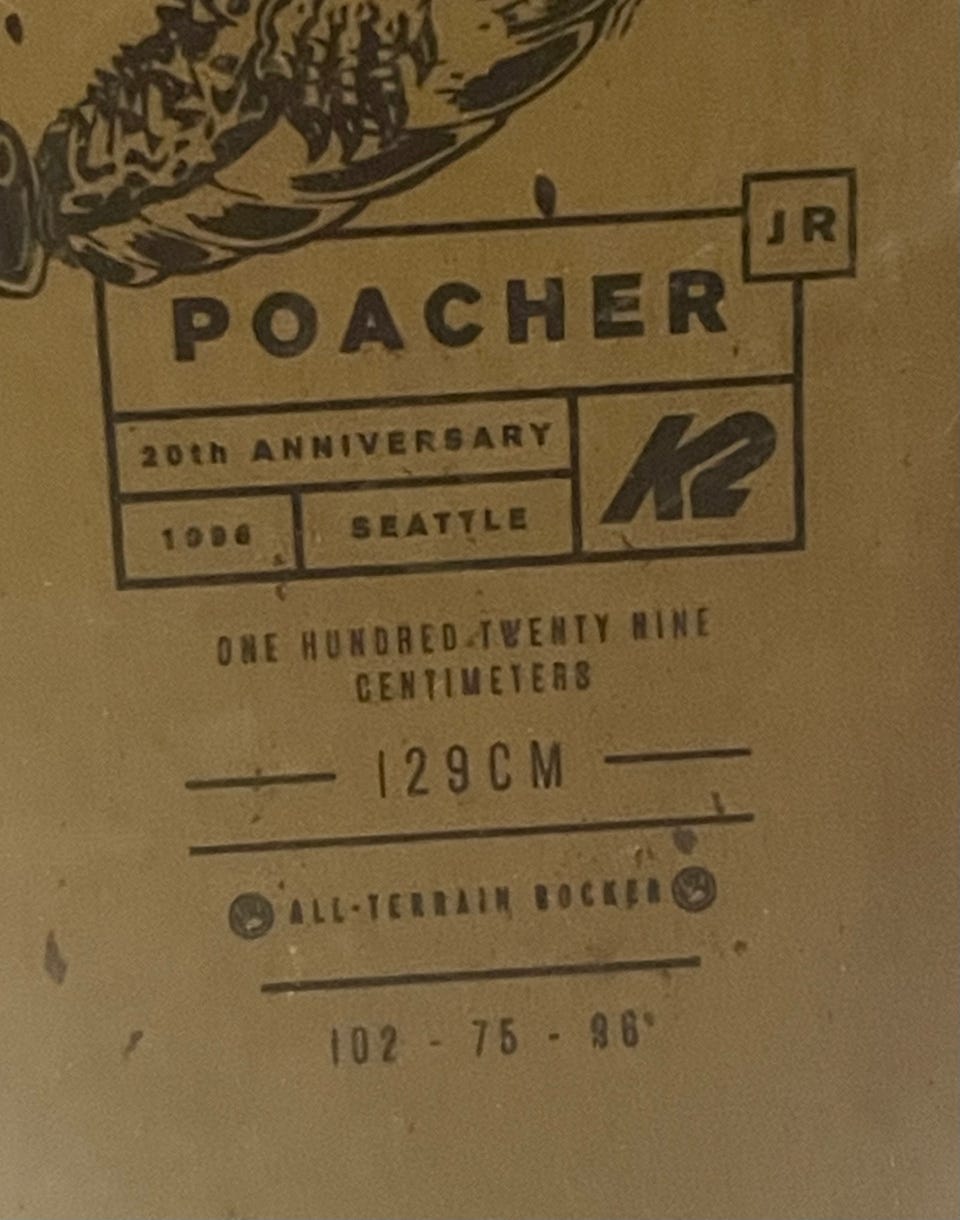 JR
POACHER
20th ANNIVERSARY
K2
1996 SEATTLE
ONE HUNDRED TWENTY NINE
CENTIMETERS
129CM
ALL-TERRAIN ROCKER
102 - 75 - 96